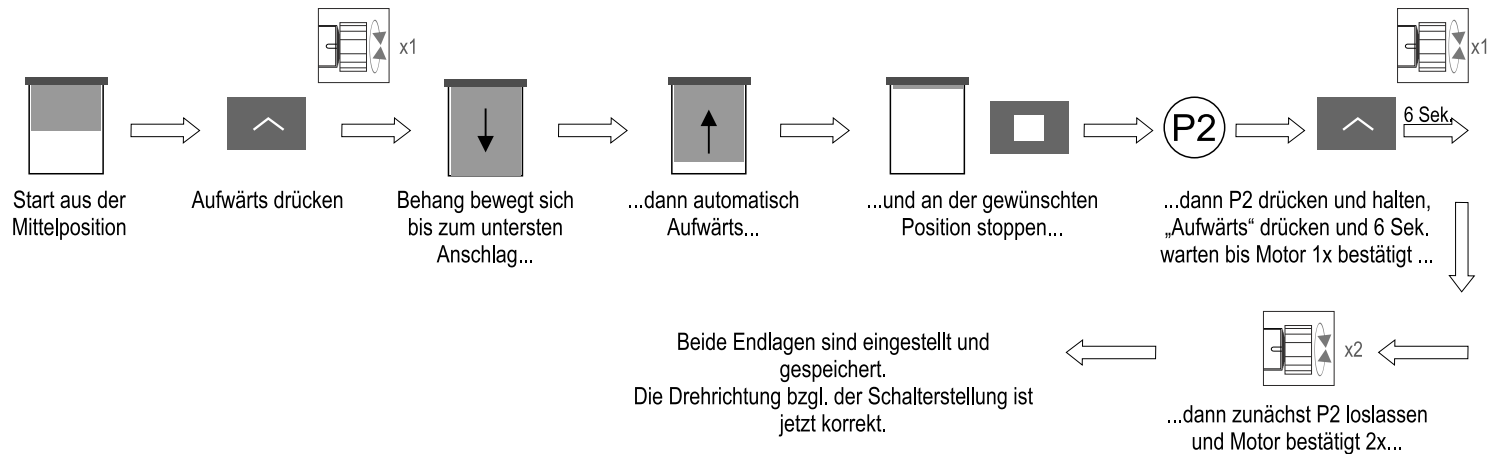 x1
x1
P2
6 Sek.
Start aus der
Mittelposition
Aufwärts drücken
Behang bewegt sich
bis zum untersten
Anschlag...
...dann automatisch
Aufwärts...
...und an der gewünschten
Position stoppen...
...dann P2 drücken und halten,
„Aufwärts“ drücken und 6 Sek.
warten bis Motor 1x bestätigt ...
Beide Endlagen sind eingestellt und
gespeichert.
Die Drehrichtung bzgl. der Schalterstellung ist
jetzt korrekt.
x2
...dann zunächst P2 loslassen
und Motor bestätigt 2x...